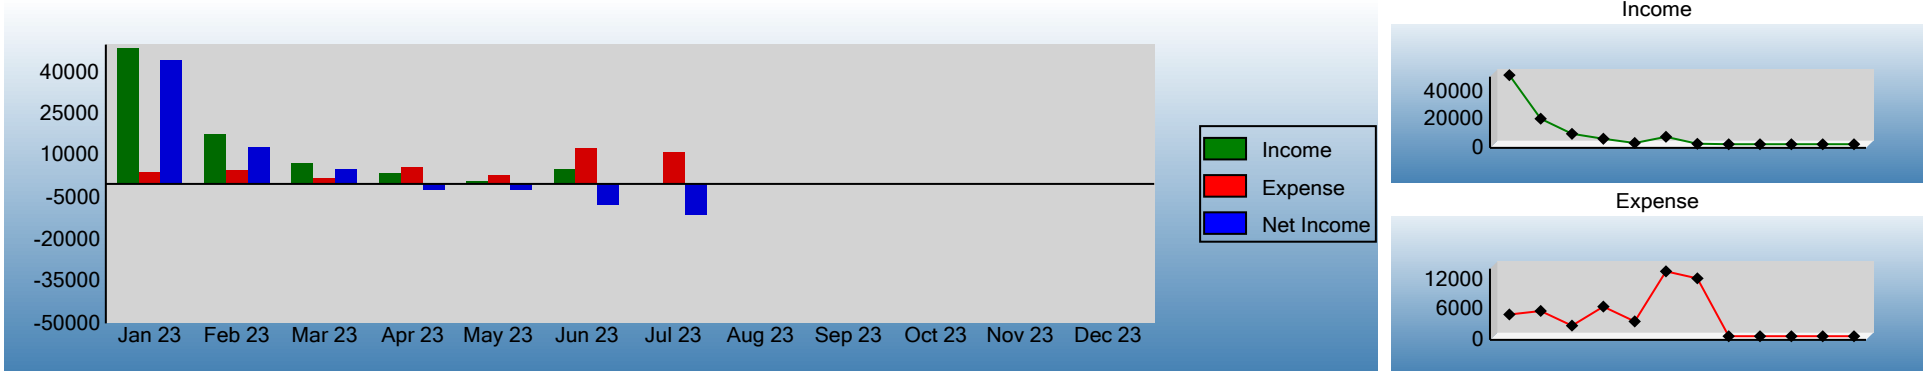 40000
25000
10000
-5000
-20000
-35000
-50000
Jan 23 Feb 23 Mar 23 Apr 23 May 23 Jun 23 Jul 23 Aug 23 Sep 23 Oct 23 Nov 23 Dec 23
Income
Expense
Net Income
Income
40000
20000
0
Expense
12000
6000
0